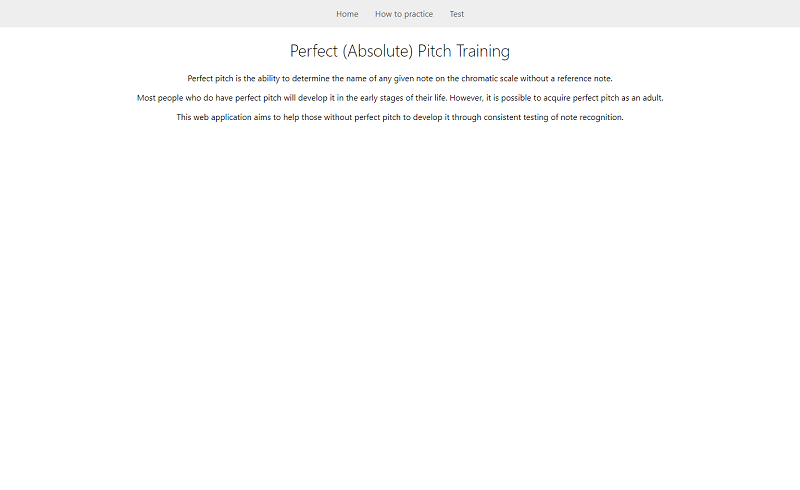 Home How to practice Test
Perfect (Absolute) Pitch Training
Perfect pitch is the ability to determine the name of any given note on the chromatic scale without a reference note.
Most people who do have perfect pitch will develop it in the early stages of their life. However, it is possible to acquire perfect pitch as an adult.
This web application aims to help those without perfect pitch to develop it through consistent testing of note recognition.